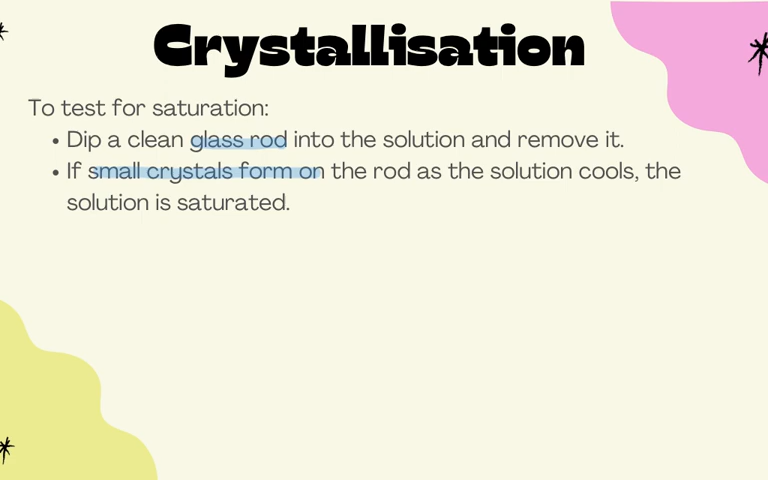 Crystallisation
To test for saturation:
• Dip a clean glass rod into the solution and remove it.
• If small crystals form on the rod as the solution cools, the
solution is saturated.